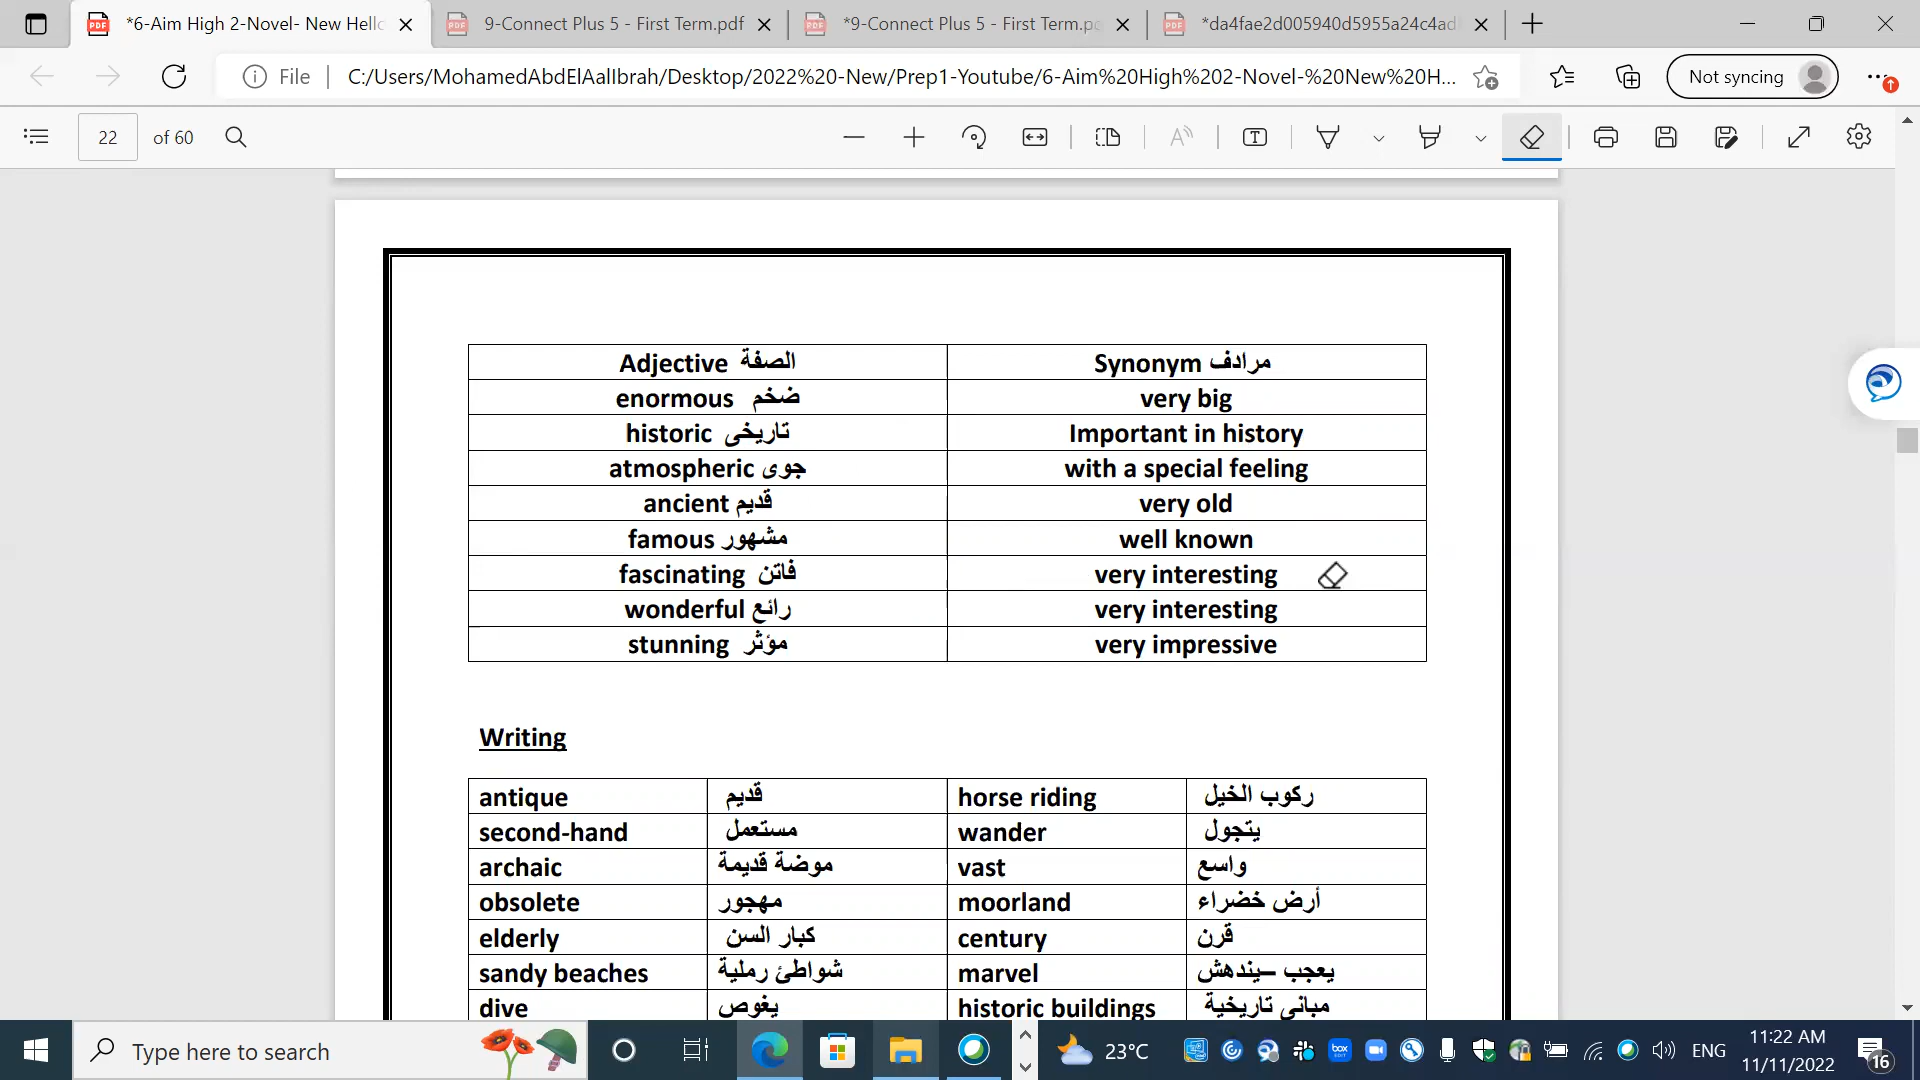 *6-Aim High 2-Novel- New Hello
9-Connect Plus 5 - First Term.pdf
*9-Connect Plus 5 - First Term.pd
*da4fae2d005940d5955a24c4ad
File
C:/Users/MohamedAbdElAalIbrah/Desktop/2022%20-New/Prep1-Youtube/6-Aim%20High%202-Novel-%20New%20H...
Not syncing
22 of 60
Adjective الصفة Synonym مرادف
enormous ضخم very big
historic تاريخى Important in history
atmospheric جوى with a special feeling
ancient قديم very old
famous مشهور well known
fascinating فاتن very interesting
wonderful رائع very interesting
stunning مؤثر very impressive
Writing
antique قديم horse riding ركوب الخيل
second-hand مستعمل wander يتجول
archaic موضة قديمة vast واسع
obsolete مهجور moorland أرض خضراء
elderly كبار السن century قرن
sandy beaches شواطئ رملية marvel يعجب –يندهش
dive يغوص historic buildings مبانى تاريخية
Type here to search
23°C
ENG
11:22 AM
11/11/2022
16